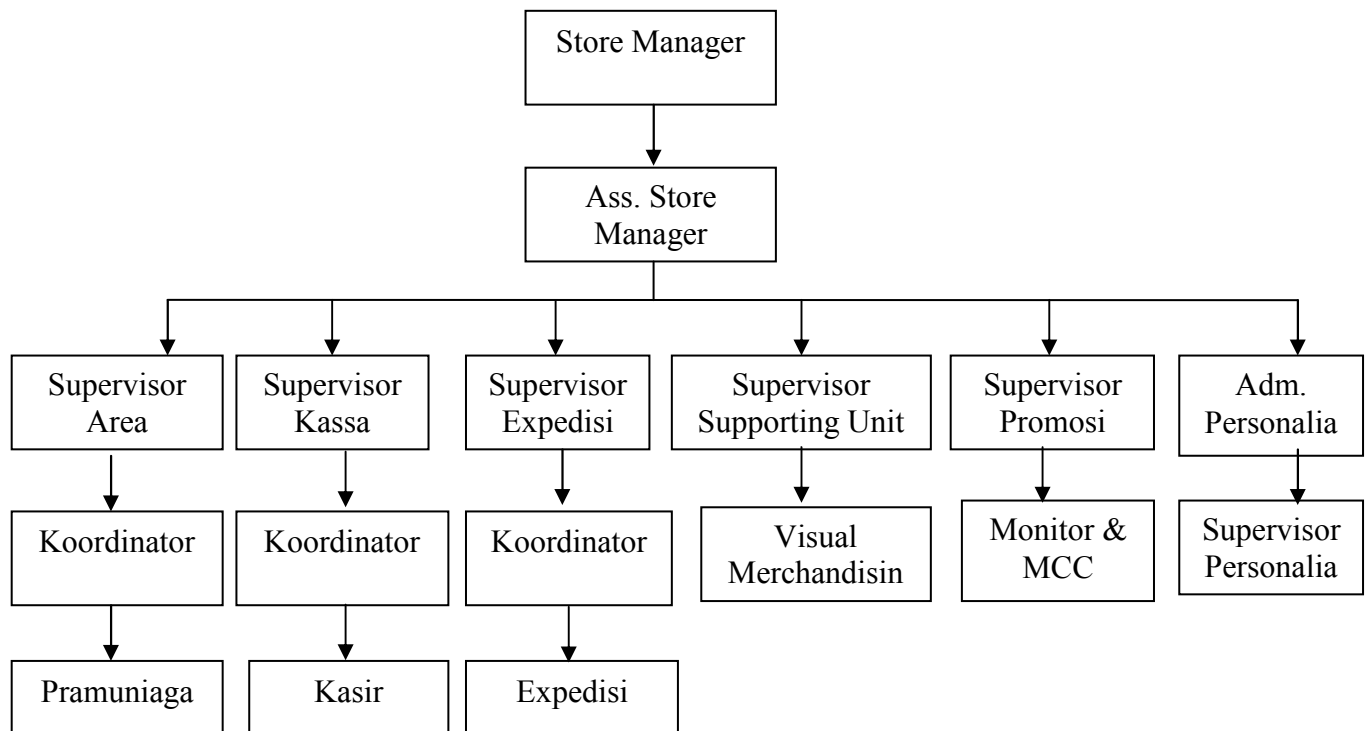 Store Manager
Ass. Store
Manager
Supervisor
Area
Supervisor
Kassa
Supervisor
Expedisi
Supervisor
Supporting Unit
Supervisor
Promosi
Adm.
Personalia
Koordinator
Koordinator
Koordinator
Visual
Merchandisin
Monitor &
MCC
Supervisor
Personalia
Pramuniaga
Kasir
Expedisi